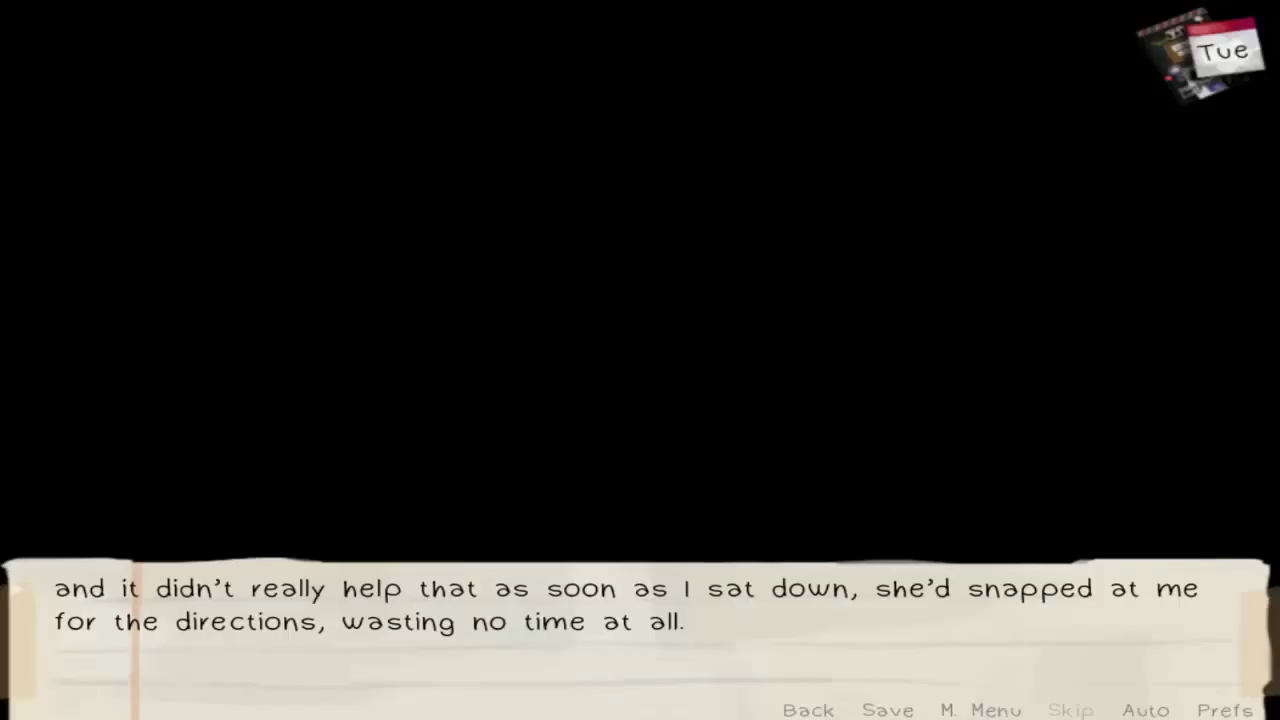 Tue
and it didn't really help that as soon as I sat down, she'd snapped at me
for the directions, wasting no time at all.
Back Save M. Menu Skip Auto Prefs